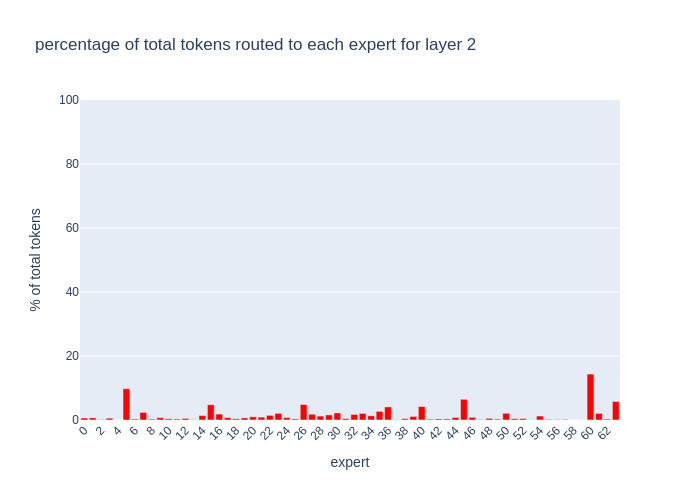 percentage of total tokens routed to each expert for layer 2
100
80
60
40
20
0
% of total tokens
0 2 4 6 8 10 12 14 16 18 20 22 24 26 28 30 32 34 36 38 40 42 44 46 48 50 52 54 56 58 60 62
expert